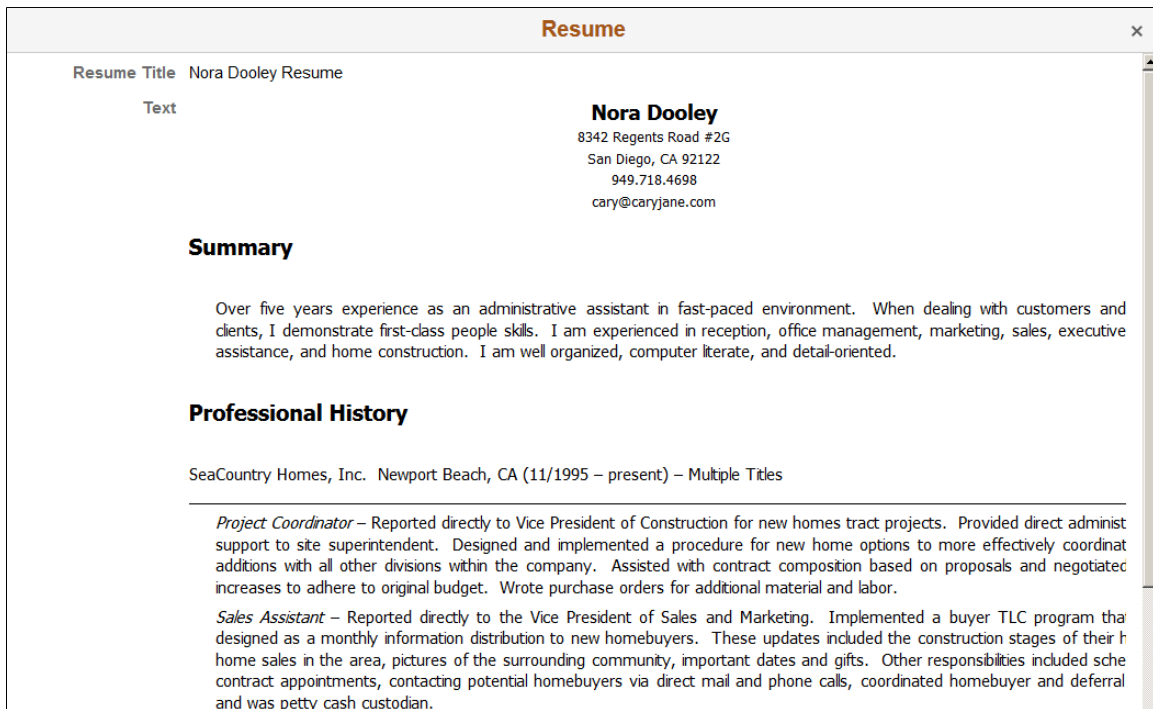 Resume
×
Resume Title Nora Dooley Resume
Text
Nora Dooley
8342 Regents Road #2G
San Diego, CA 92122
949.718.4698
cary@caryjane.com
Summary
Over five years experience as an administrative assistant in fast-paced environment. When dealing with customers and
clients, I demonstrate first-class people skills. I am experienced in reception, office management, marketing, sales, executive
assistance, and home construction. I am well organized, computer literate, and detail-oriented.
Professional History
SeaCountry Homes, Inc. Newport Beach, CA (11/1995 – present) – Multiple Titles
Project Coordinator – Reported directly to Vice President of Construction for new homes tract projects. Provided direct administ
support to site superintendent. Designed and implemented a procedure for new home options to more effectively coordinat
additions with all other divisions within the company. Assisted with contract composition based on proposals and negotiated
increases to adhere to original budget. Wrote purchase orders for additional material and labor.
Sales Assistant – Reported directly to the Vice President of Sales and Marketing. Implemented a buyer TLC program tha
designed as a monthly information distribution to new homebuyers. These updates included the construction stages of their h
home sales in the area, pictures of the surrounding community, important dates and gifts. Other responsibilities included sche
contract appointments, contacting potential homebuyers via direct mail and phone calls, coordinated homebuyer and deferral
and was petty cash custodian.